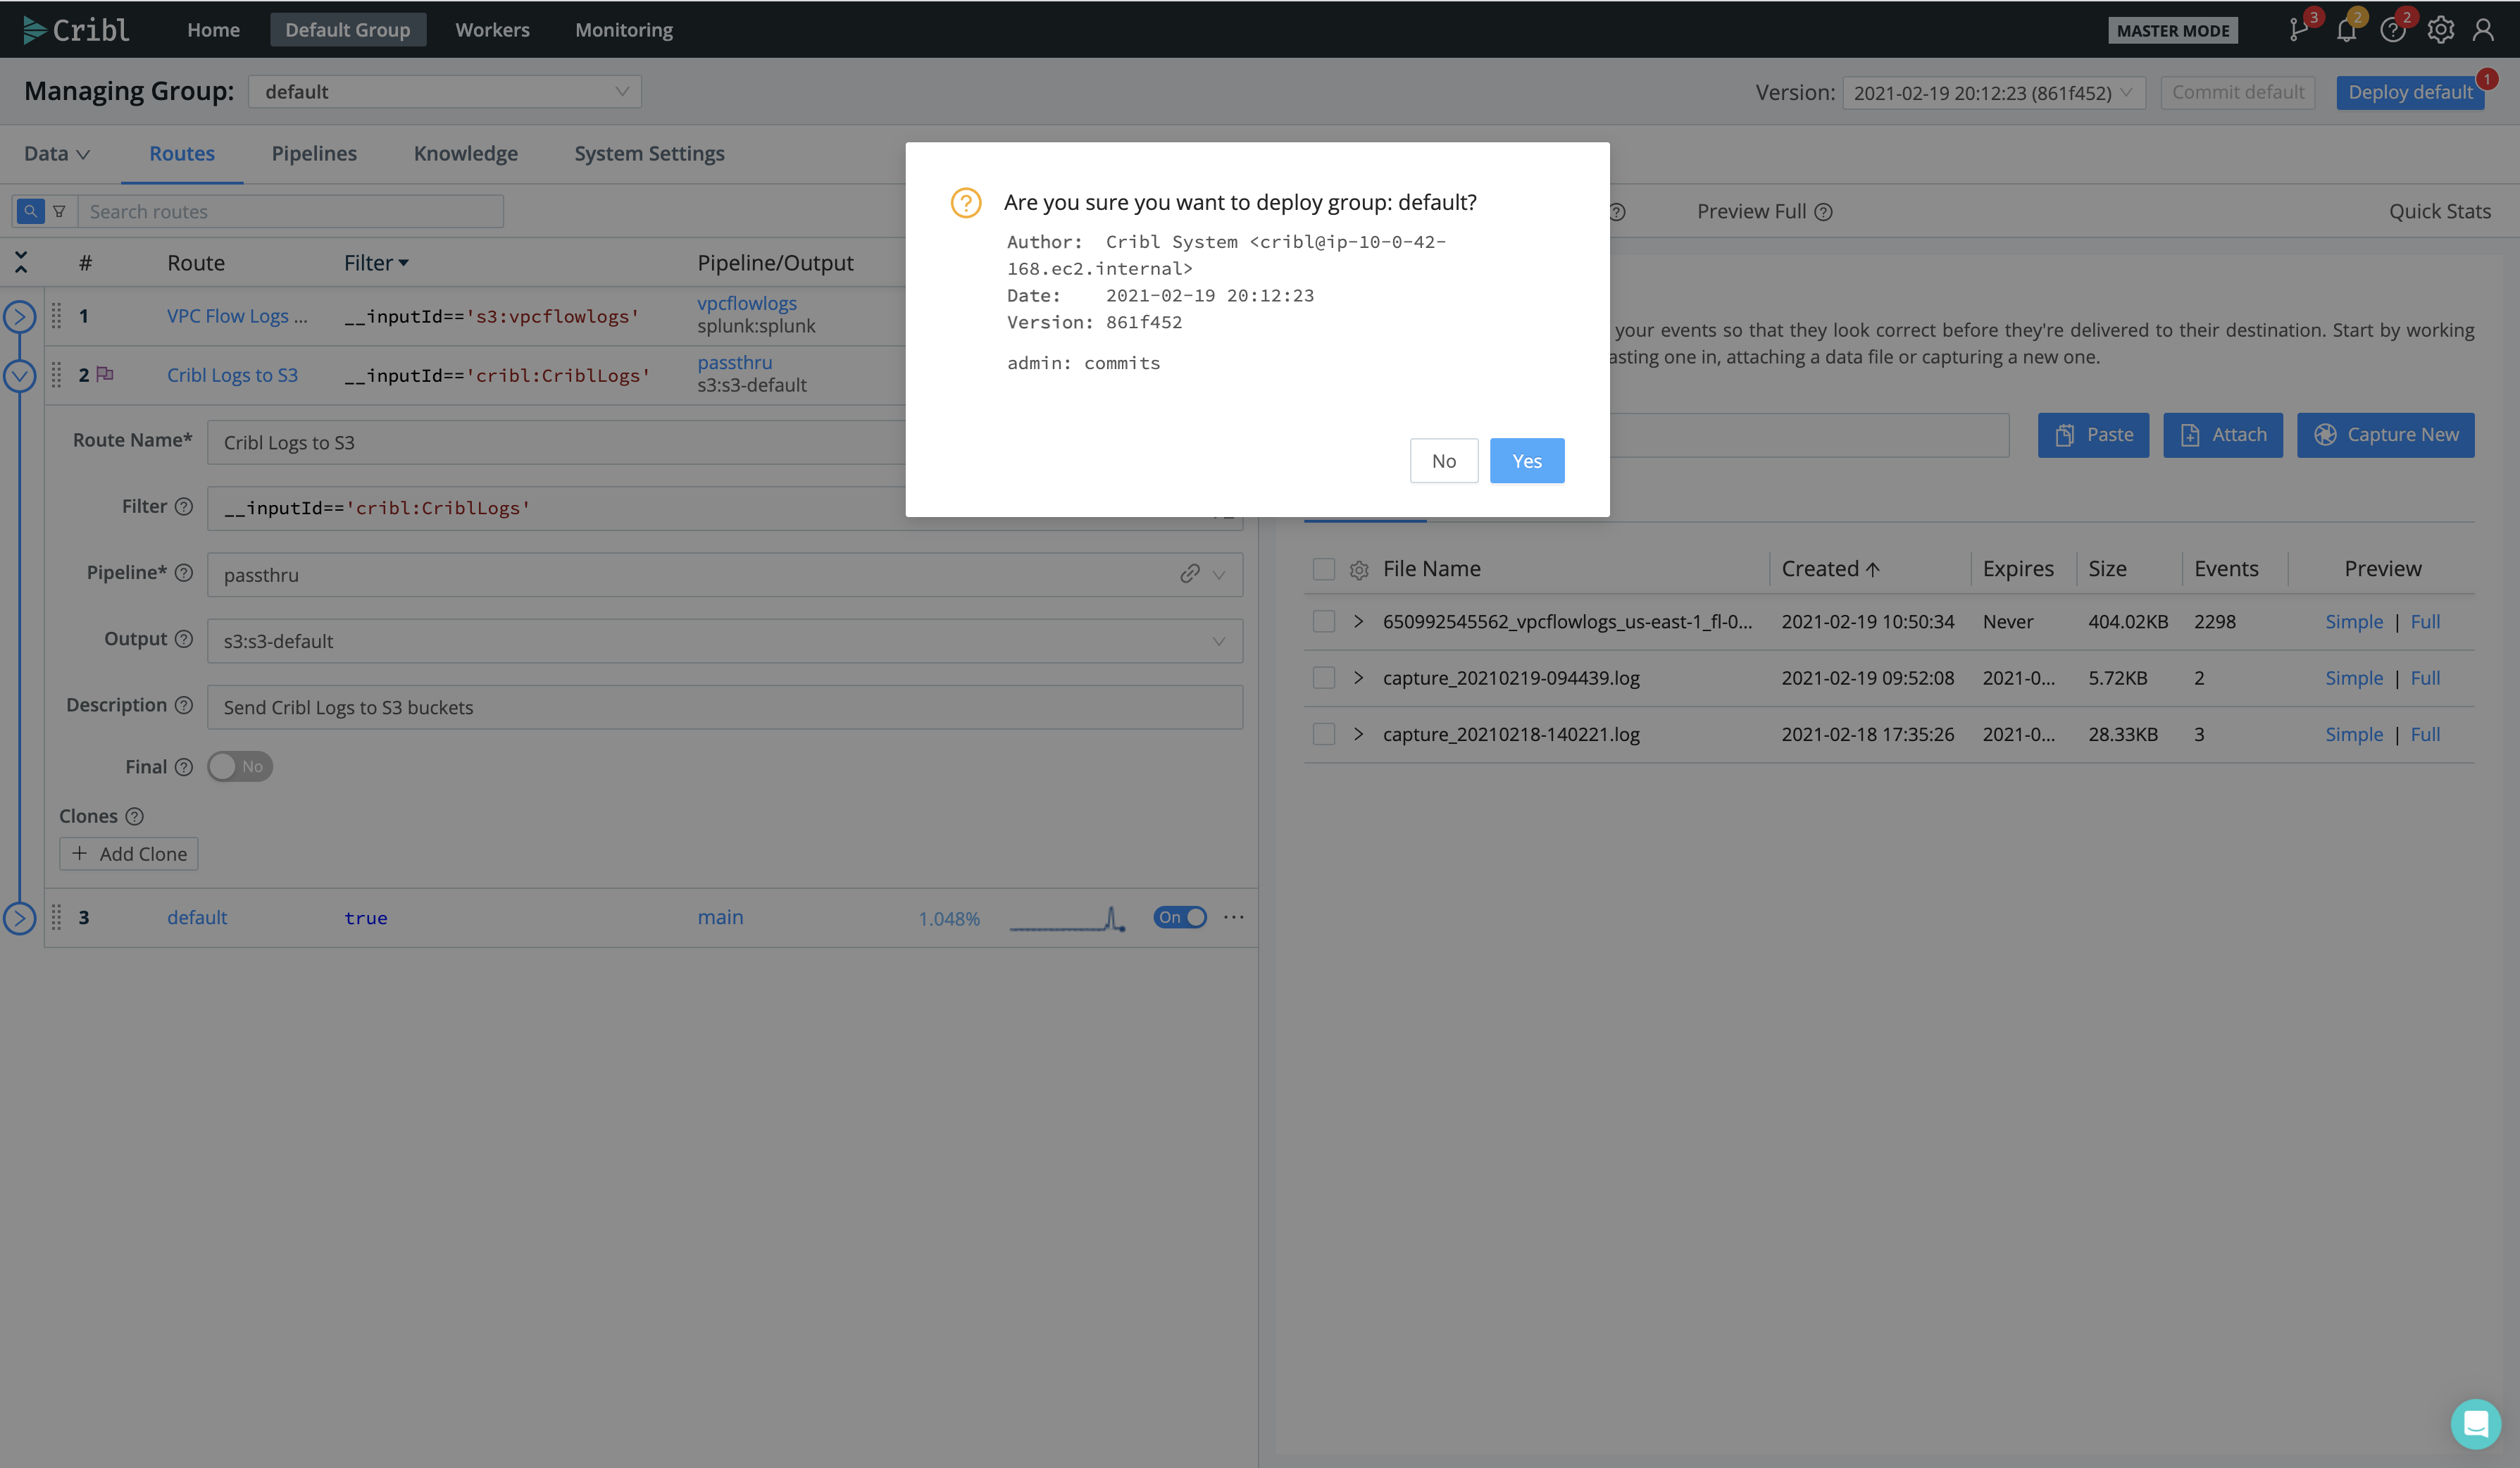 Cribl
Home
Default Group
Workers
Monitoring
MASTER MODE
3
2
2
Managing Group:
default
Version:
2021-02-19 20:12:23 (861f452)
Commit default
Deploy default
1
Data
Routes
Pipelines
Knowledge
System Settings
Search routes
Preview Full
Quick Stats
# Route Filter Pipeline/Output
1 VPC Flow Logs ... __inputId=='s3:vpcflowlogs' vpcflowlogs
splunk:splunk
2 Cribl Logs to S3 __inputId=='cribl:CriblLogs' passthru
s3:s3-default
Route Name* Cribl Logs to S3
Filter __inputId=='cribl:CriblLogs'
Pipeline* passthru
Output s3:s3-default
Description Send Cribl Logs to S3 buckets
Final No
Clones
+ Add Clone
3 default true main 1.048% On ...
Are you sure you want to deploy group: default?
Author: Cribl System <cribl@ip-10-0-42-
168.ec2.internal>
Date: 2021-02-19 20:12:23
Version: 861f452
admin: commits
No
Yes
your events so that they look correct before they're delivered to their destination. Start by working
asting one in, attaching a data file or capturing a new one.
Paste
Attach
Capture New
File Name Created Expires Size Events Preview
650992545562_vpcflowlogs_us-east-1_fl-0... 2021-02-19 10:50:34 Never 404.02KB 2298 Simple | Full
capture_20210219-094439.log 2021-02-19 09:52:08 2021-0... 5.72KB 2 Simple | Full
capture_20210218-140221.log 2021-02-18 17:35:26 2021-0... 28.33KB 3 Simple | Full